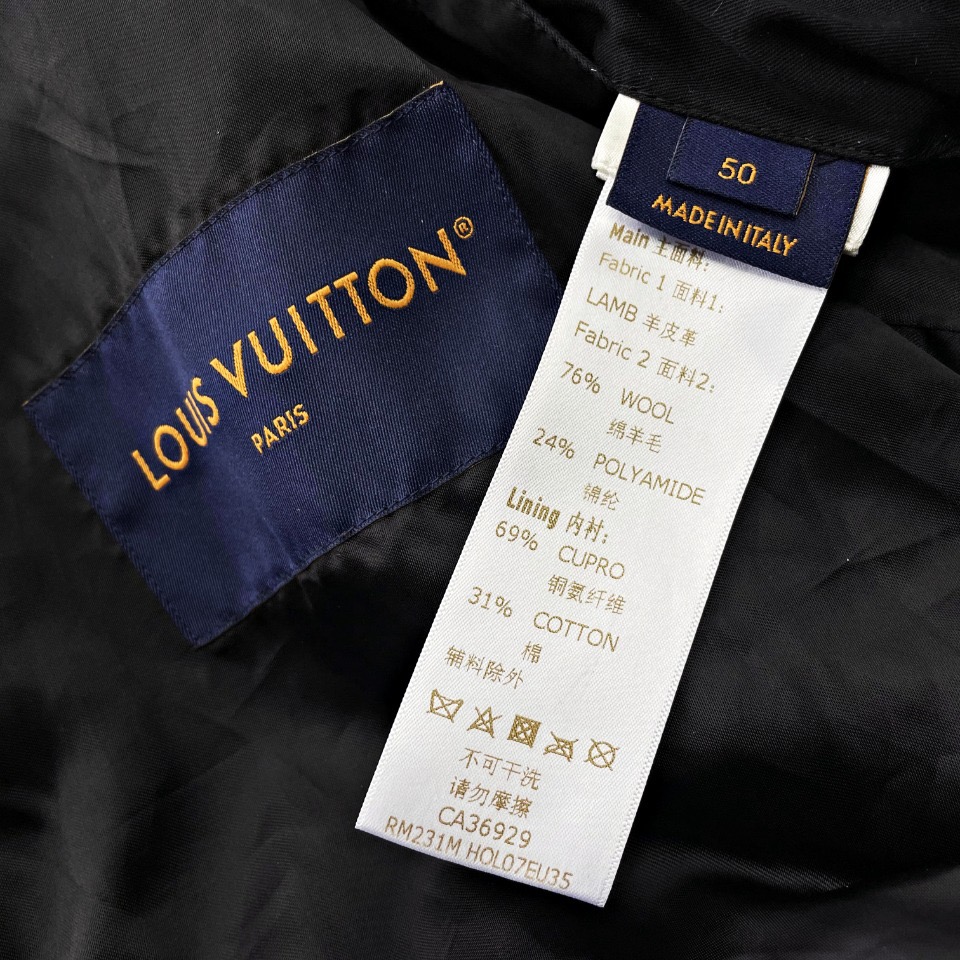 LOUIS VUITTON®
PARIS
50
MADE IN ITALY
Main 主面料:
Fabric 1 面料1:
LAMB 羊皮革
Fabric 2 面料2:
76% WOOL
绵羊毛
24% POLYAMIDE
锦纶
Lining 内衬:
69% CUPRO
铜氨纤维
31% COTTON
棉
辅料除外
不可干洗
请勿摩擦
CA36929
RM231M HOL07EU35